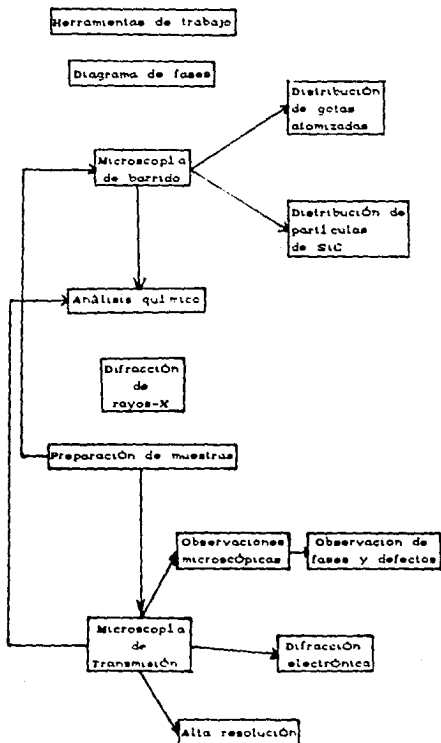 Herramientas de trabajo
Diagrama de fases
Distribución
de gotas
atomizadas
Microscopía
de barrido
Distribución de
partículas
de SiC
Análisis químico
Difracción
de
rayos-X
Preparación de muestras
Observaciones
microscópicas
Observación de
fases y defectos
Microscopía
de
Transmisión
Difracción
electrónica
Alta resolución